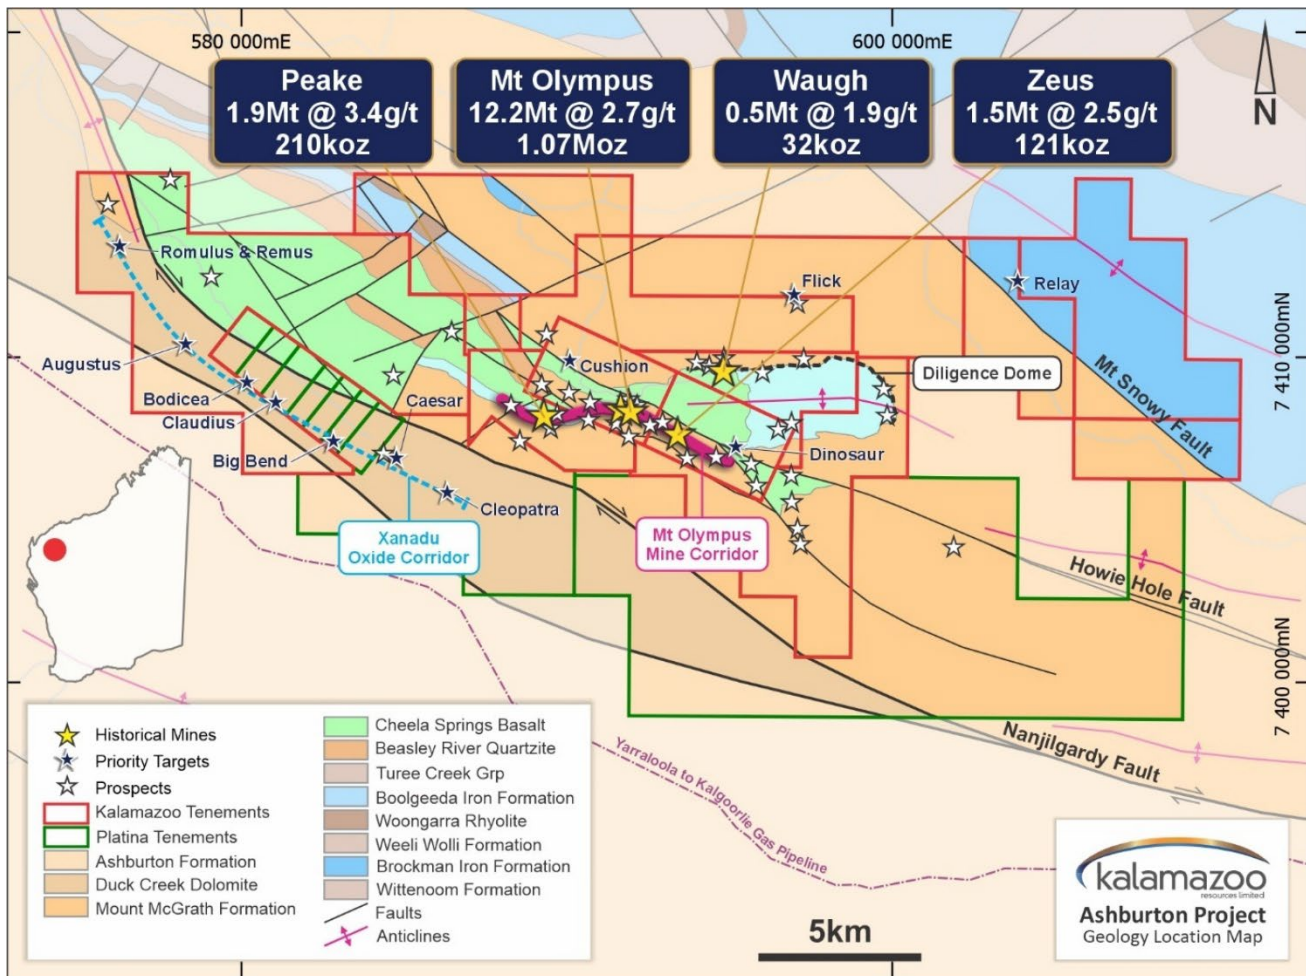 580 000mE
600 000mE
Peake
1.9Mt @ 3.4g/t
210koz
Mt Olympus
12.2Mt @ 2.7g/t
1.07Moz
Waugh
0.5Mt @ 1.9g/t
32koz
Zeus
1.5Mt @ 2.5g/t
121koz
N
Romulus & Remus
Flick
Relay
Augustus
Cushion
7 410 000mN
Bodicea
Diligence Dome
Mt Snowy Fault
Claudius
Caesar
Big Bend
Dinosaur
Cleopatra
Xanadu
Oxide Corridor
Mt Olympus
Mine Corridor
Howie Hole Fault
7 400 000mN
Nanjilgardy Fault
Yarraloola to Kalgoorlie Gas Pipeline
Historical Mines
Priority Targets
Prospects
Kalamazoo Tenements
Platina Tenements
Ashburton Formation
Duck Creek Dolomite
Mount McGrath Formation
Cheela Springs Basalt
Beasley River Quartzite
Turee Creek Grp
Boolgeeda Iron Formation
Woongarra Rhyolite
Weeli Wolli Formation
Brockman Iron Formation
Wittenoom Formation
Faults
Anticlines
5km
kalamazoo
resources limited
Ashburton Project
Geology Location Map